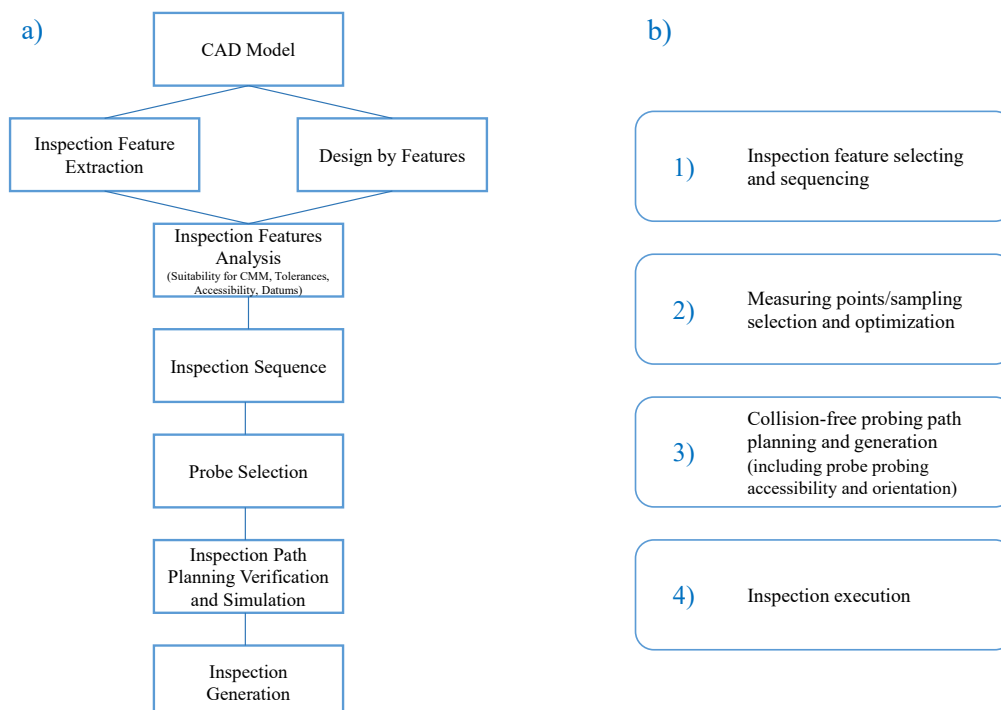 a)
CAD Model
Inspection Feature
Extraction
Design by Features
Inspection Features
Analysis
(Suitability for CMM, Tolerances,
Accessibility, Datums)
Inspection Sequence
Probe Selection
Inspection Path
Planning Verification
and Simulation
Inspection
Generation
b)
1)
Inspection feature selecting
and sequencing
2)
Measuring points/sampling
selection and optimization
3)
Collision-free probing path
planning and generation
(including probe probing
accessibility and orientation)
4)
Inspection execution